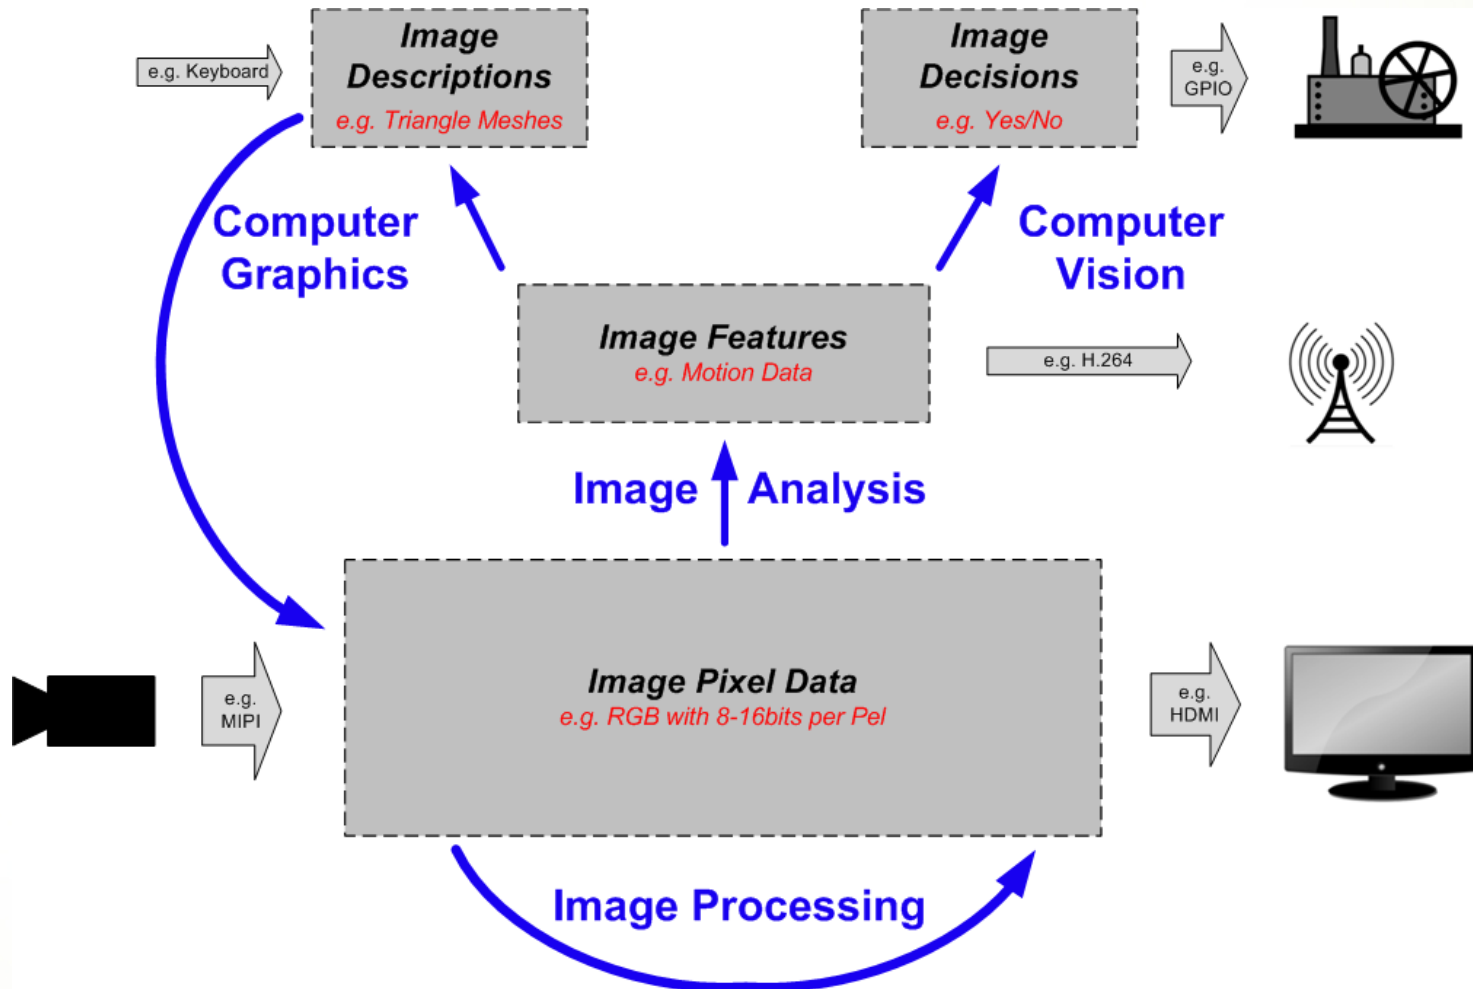 e.g. Keyboard
Image
Descriptions
e.g. Triangle Meshes
Image
Decisions
e.g. Yes/No
e.g.
GPIO
Computer
Graphics
Computer
Vision
Image Features
e.g. Motion Data
e.g. H.264
Image Analysis
Image Pixel Data
e.g. RGB with 8-16bits per Pel
e.g.
MIPI
e.g.
HDMI
Image Processing